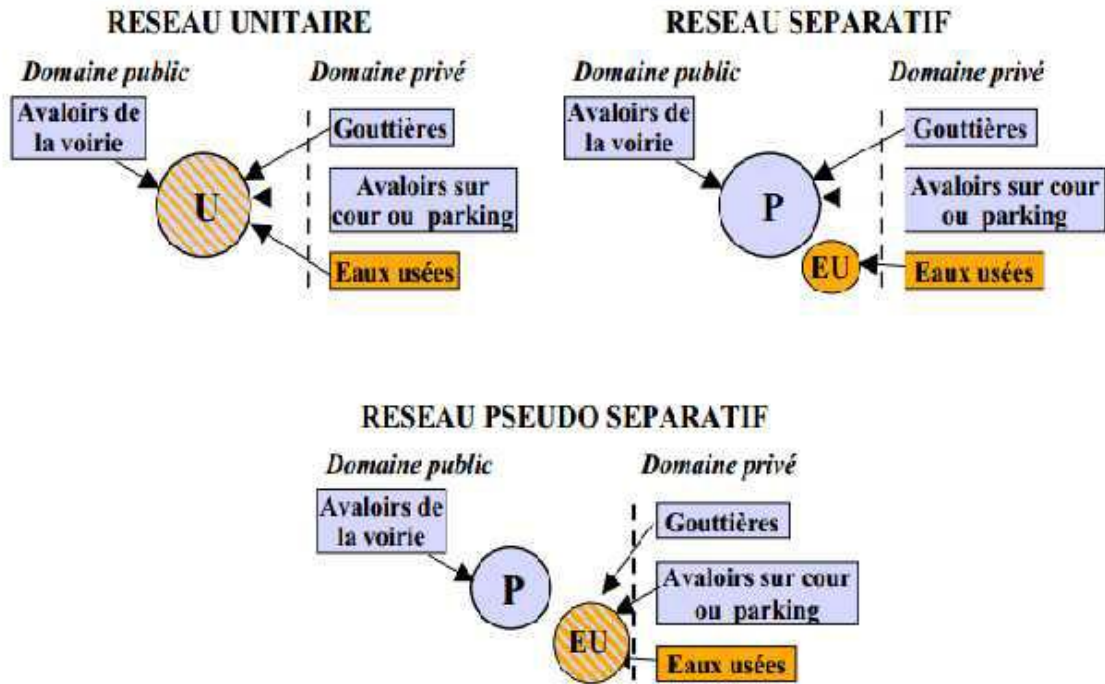 RESEAU UNITAIRE
Domaine public
Domaine privé
Avaloirs de
la voirie
Gouttières
U
Avaloirs sur
cour ou parking
Eaux usées
RESEAU SEPARATIF
Domaine public
Domaine privé
Avaloirs de
la voirie
Gouttières
P
Avaloirs sur cour
ou parking
EU
Eaux usées
RESEAU PSEUDO SEPARATIF
Domaine public
Domaine privé
Avaloirs de
la voirie
Gouttières
P
Avaloirs sur cour
ou parking
EU
Eaux usées